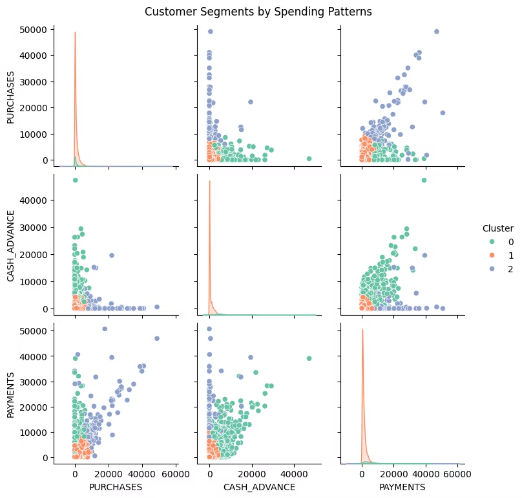 Customer Segments by Spending Patterns
PURCHASES
50000
40000
30000
20000
10000
0
CASH_ADVANCE
40000
30000
20000
10000
0
Cluster
0
1
2
PAYMENTS
50000
40000
30000
20000
10000
0
0 20000 40000 60000
0 20000 40000
0 20000 40000 60000
PURCHASES
CASH_ADVANCE
PAYMENTS